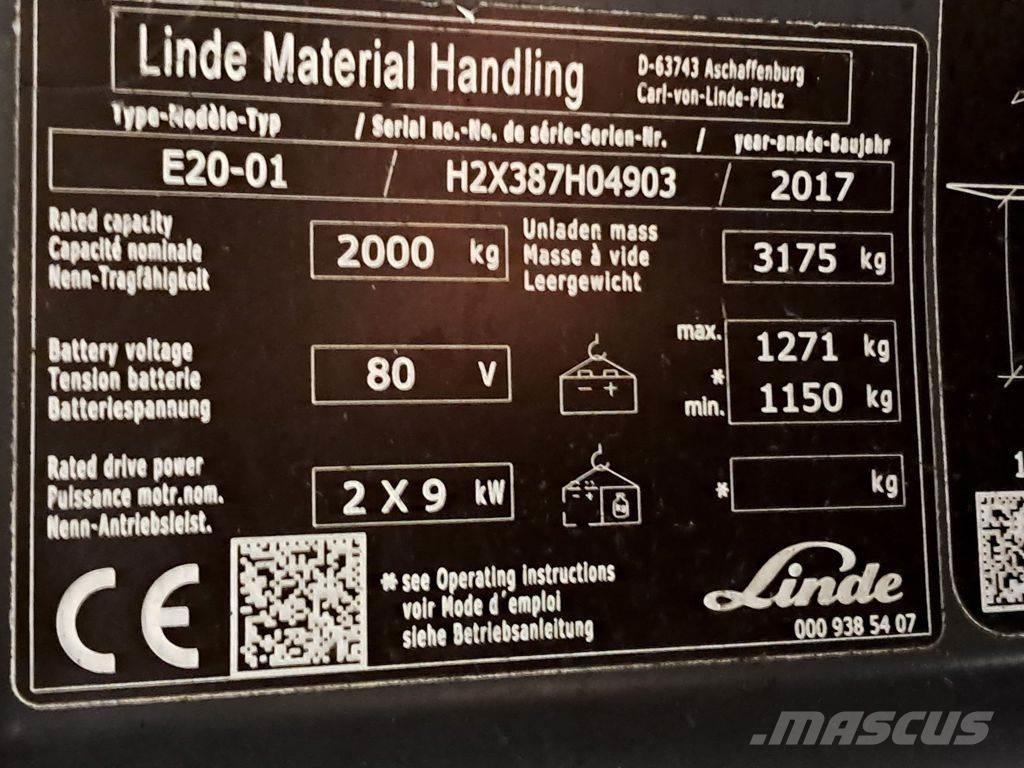 Linde Material Handling
D-63743 Aschaffenburg
Carl-von-Linde-Platz
Type-Modèle-Typ / Serial no.-No. de série-Serien-Nr. / year-année-Baujahr
E20-01 / H2X387H04903 / 2017
Rated capacity
Capacité nominale
Nenn-Tragfähigkeit
2000 kg
Unladen mass
Masse à vide
Leergewicht
3175 kg
Battery voltage
Tension batterie
Batteriespannung
80 V
- +
max. 1271 kg
*
min. 1150 kg
Rated drive power
Puissance motr.nom.
Nenn-Antriebsleist.
2 X 9 kW
- +
kg
* kg
CE
* see Operating instructions
voir Mode d'emploi
siehe Betriebsanleitung
Linde
000 938 54 07
1
.MASCUS